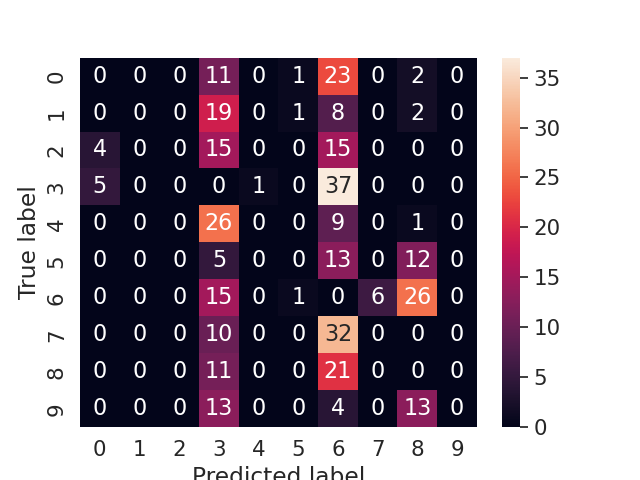 0 0 0 0 11 0 1 23 0 2 0
1 0 0 0 19 0 1 8 0 2 0
2 4 0 0 15 0 0 15 0 0 0
3 5 0 0 0 1 0 37 0 0 0
4 0 0 0 26 0 0 9 0 1 0
5 0 0 0 5 0 0 13 0 12 0
6 0 0 0 15 0 1 0 6 26 0
7 0 0 0 10 0 0 32 0 0 0
8 0 0 0 11 0 0 21 0 0 0
9 0 0 0 13 0 0 4 0 13 0
0 1 2 3 4 5 6 7 8 9
Predicted label
True label
35
30
25
20
15
10
5
0